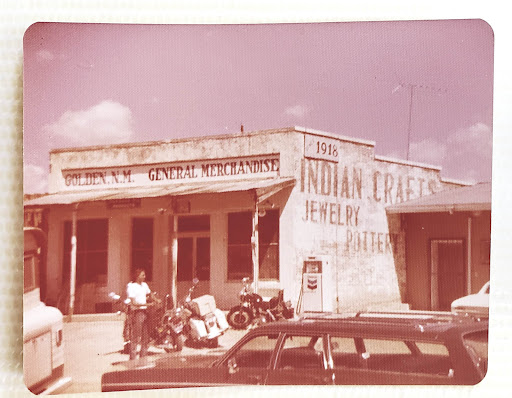 GOLDEN, N.M. GENERAL MERCHANDISE
1918
INDIAN CRAFTS
JEWELRY
POTTERY